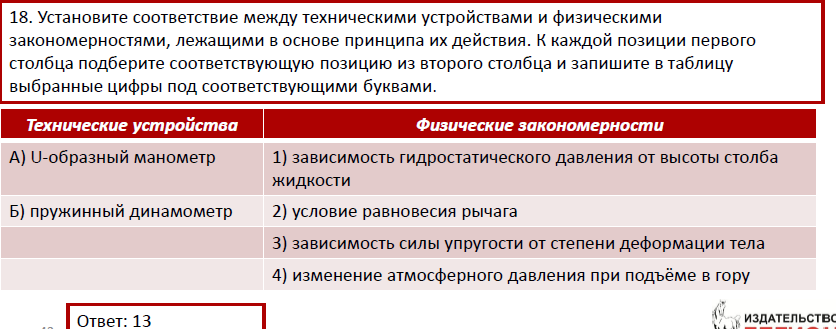 18. Установите соответствие между техническими устройствами и физическими
закономерностями, лежащими в основе принципа их действия. К каждой позиции первого
столбца подберите соответствующую позицию из второго столбца и запишите в таблицу
выбранные цифры под соответствующими буквами.
Технические устройства
Физические закономерности
А) U-образный манометр
1) зависимость гидростатического давления от высоты столба
жидкости
Б) пружинный динамометр
2) условие равновесия рычага
3) зависимость силы упругости от степени деформации тела
4) изменение атмосферного давления при подъёме в гору
Ответ: 13
ИЗДАТЕЛЬСТВО